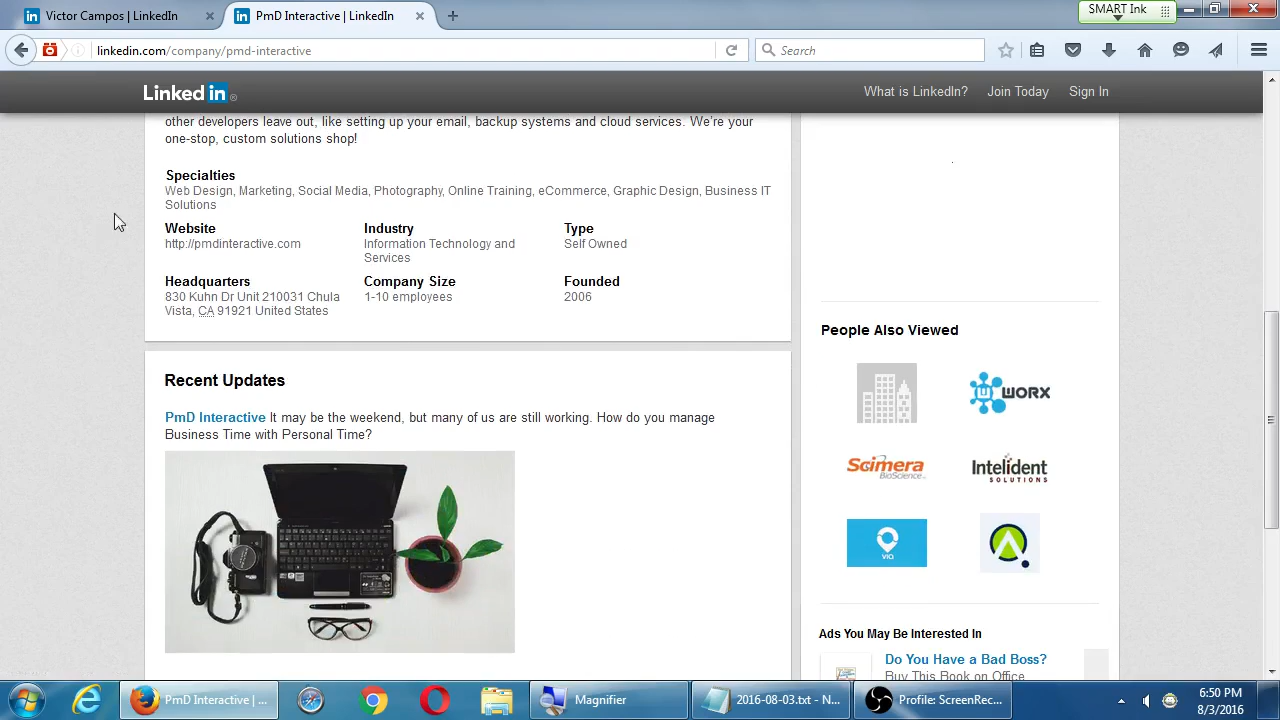 Victor Campos | LinkedIn
PmD Interactive | LinkedIn
SMART Ink
linkedin.com/company/pmd-interactive
Search
Linked in
What is LinkedIn?
Join Today
Sign In
other developers leave out, like setting up your email, backup systems and cloud services. We're your
one-stop, custom solutions shop!
Specialties
Web Design, Marketing, Social Media, Photography, Online Training, eCommerce, Graphic Design, Business IT
Solutions
Website
http://pmdinteractive.com
Industry
Information Technology and
Services
Type
Self Owned
Headquarters
830 Kuhn Dr Unit 210031 Chula
Vista, CA 91921 United States
Company Size
1-10 employees
Founded
2006
Recent Updates
PmD Interactive It may be the weekend, but many of us are still working. How do you manage
Business Time with Personal Time?
People Also Viewed
WORX
Scimera
BioScience
Intelident
SOLUTIONS
via
Ads You May Be Interested In
Do You Have a Bad Boss?
Buy This Book on Office
PmD Interactive | ...
Magnifier
2016-08-03.txt - N...
Profile: ScreenRec...
6:50 PM
8/3/2016